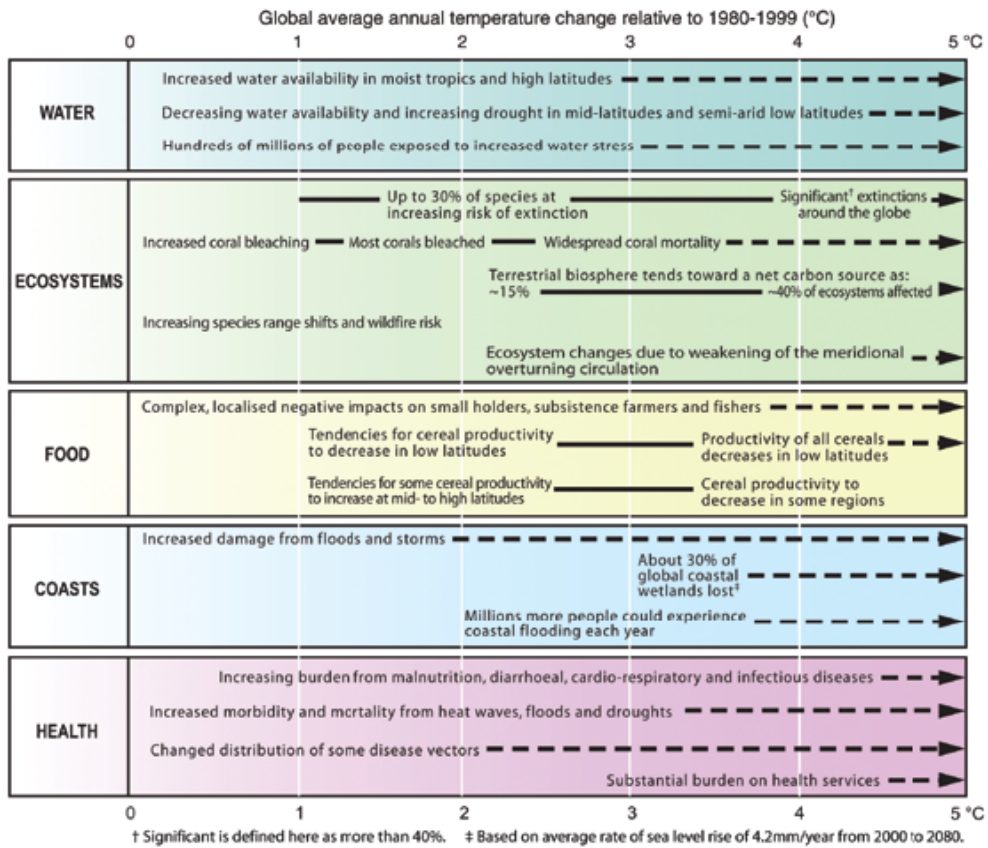 Global average annual temperature change relative to 1980-1999 (°C)
0 1 2 3 4 5 °C
WATER
Increased water availability in moist tropics and high latitudes
Decreasing water availability and increasing drought in mid-latitudes and semi-arid low latitudes
Hundreds of millions of people exposed to increased water stress
ECOSYSTEMS
Up to 30% of species at
increasing risk of extinction
Significant† extinctions
around the globe
Increased coral bleaching Most corals bleached Widespread coral mortality
Terrestrial biosphere tends toward a net carbon source as:
~15% ~40% of ecosystems affected
Increasing species range shifts and wildfire risk
Ecosystem changes due to weakening of the meridional
overturning circulation
FOOD
Complex, localised negative impacts on small holders, subsistence farmers and fishers
Tendencies for cereal productivity
to decrease in low latitudes
Productivity of all cereals
decreases in low latitudes
Tendencies for some cereal productivity
to increase at mid- to high latitudes
Cereal productivity to
decrease in some regions
COASTS
Increased damage from floods and storms
About 30% of
global coastal
wetlands lost‡
Millions more people could experience
coastal flooding each year
HEALTH
Increasing burden from malnutrition, diarrhoeal, cardio-respiratory and infectious diseases
Increased morbidity and mortality from heat waves, floods and droughts
Changed distribution of some disease vectors
Substantial burden on health services
0 1 2 3 4 5 °C
† Significant is defined here as more than 40%. ‡ Based on average rate of sea level rise of 4.2mm/year from 2000 to 2080.